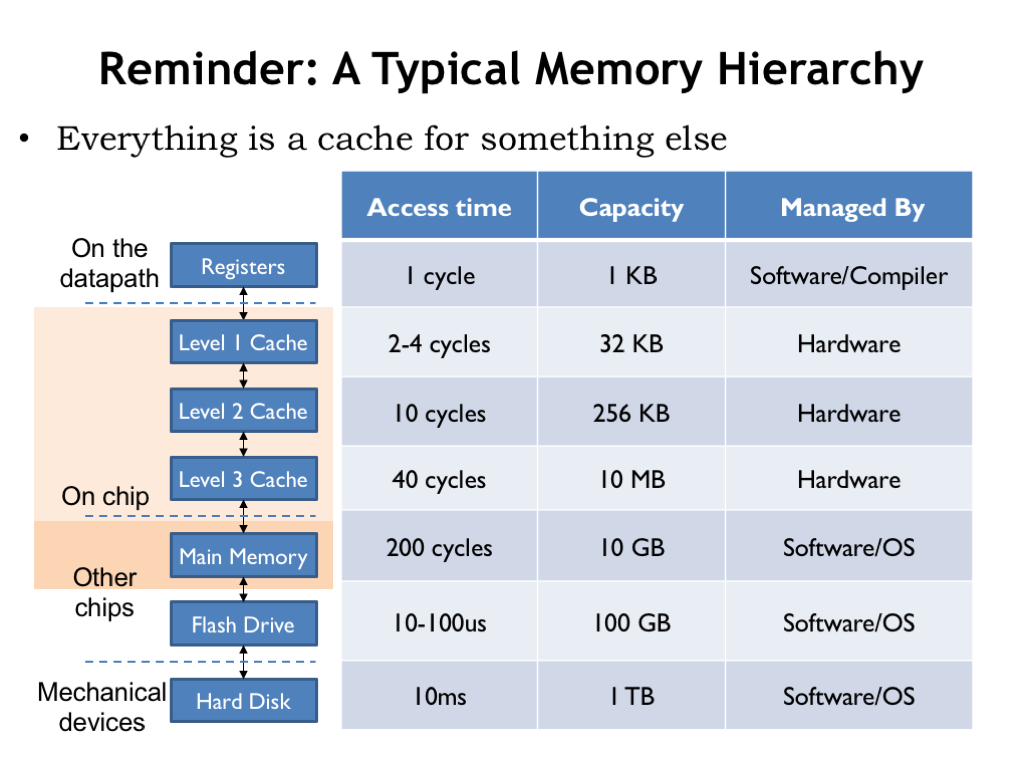 Reminder: A Typical Memory Hierarchy
• Everything is a cache for something else
Access time Capacity Managed By
On the
datapath
Registers 1 cycle 1 KB Software/Compiler
Level 1 Cache 2-4 cycles 32 KB Hardware
Level 2 Cache 10 cycles 256 KB Hardware
Level 3 Cache 40 cycles 10 MB Hardware
On chip
Main Memory 200 cycles 10 GB Software/OS
Other
chips
Flash Drive 10-100us 100 GB Software/OS
Mechanical
devices
Hard Disk 10ms 1 TB Software/OS